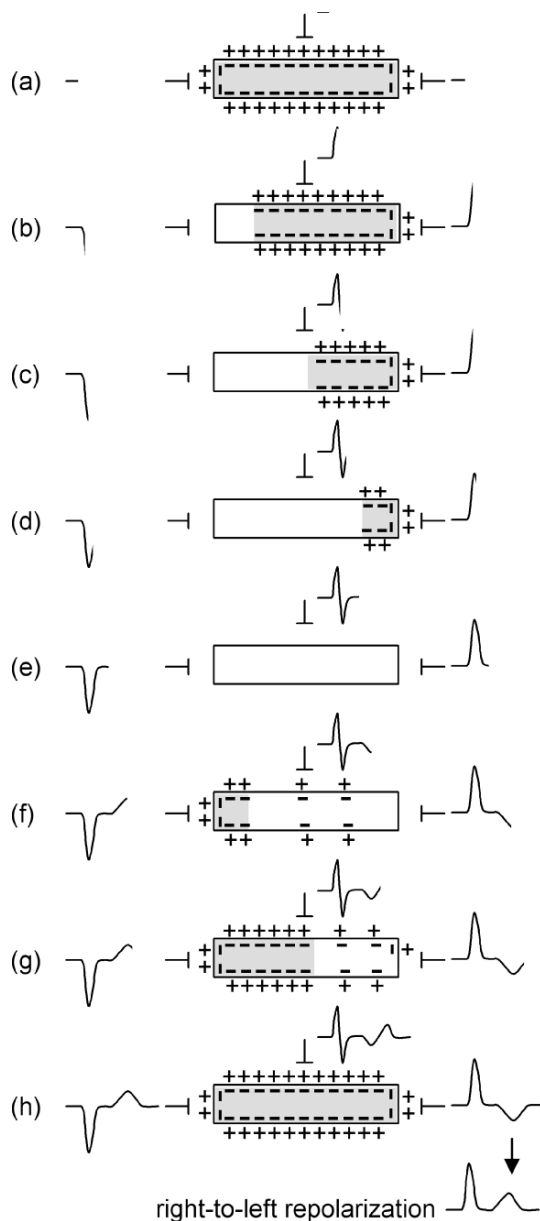 (a)
(b)
(c)
(d)
(e)
(f)
(g)
(h)
right-to-left repolarization